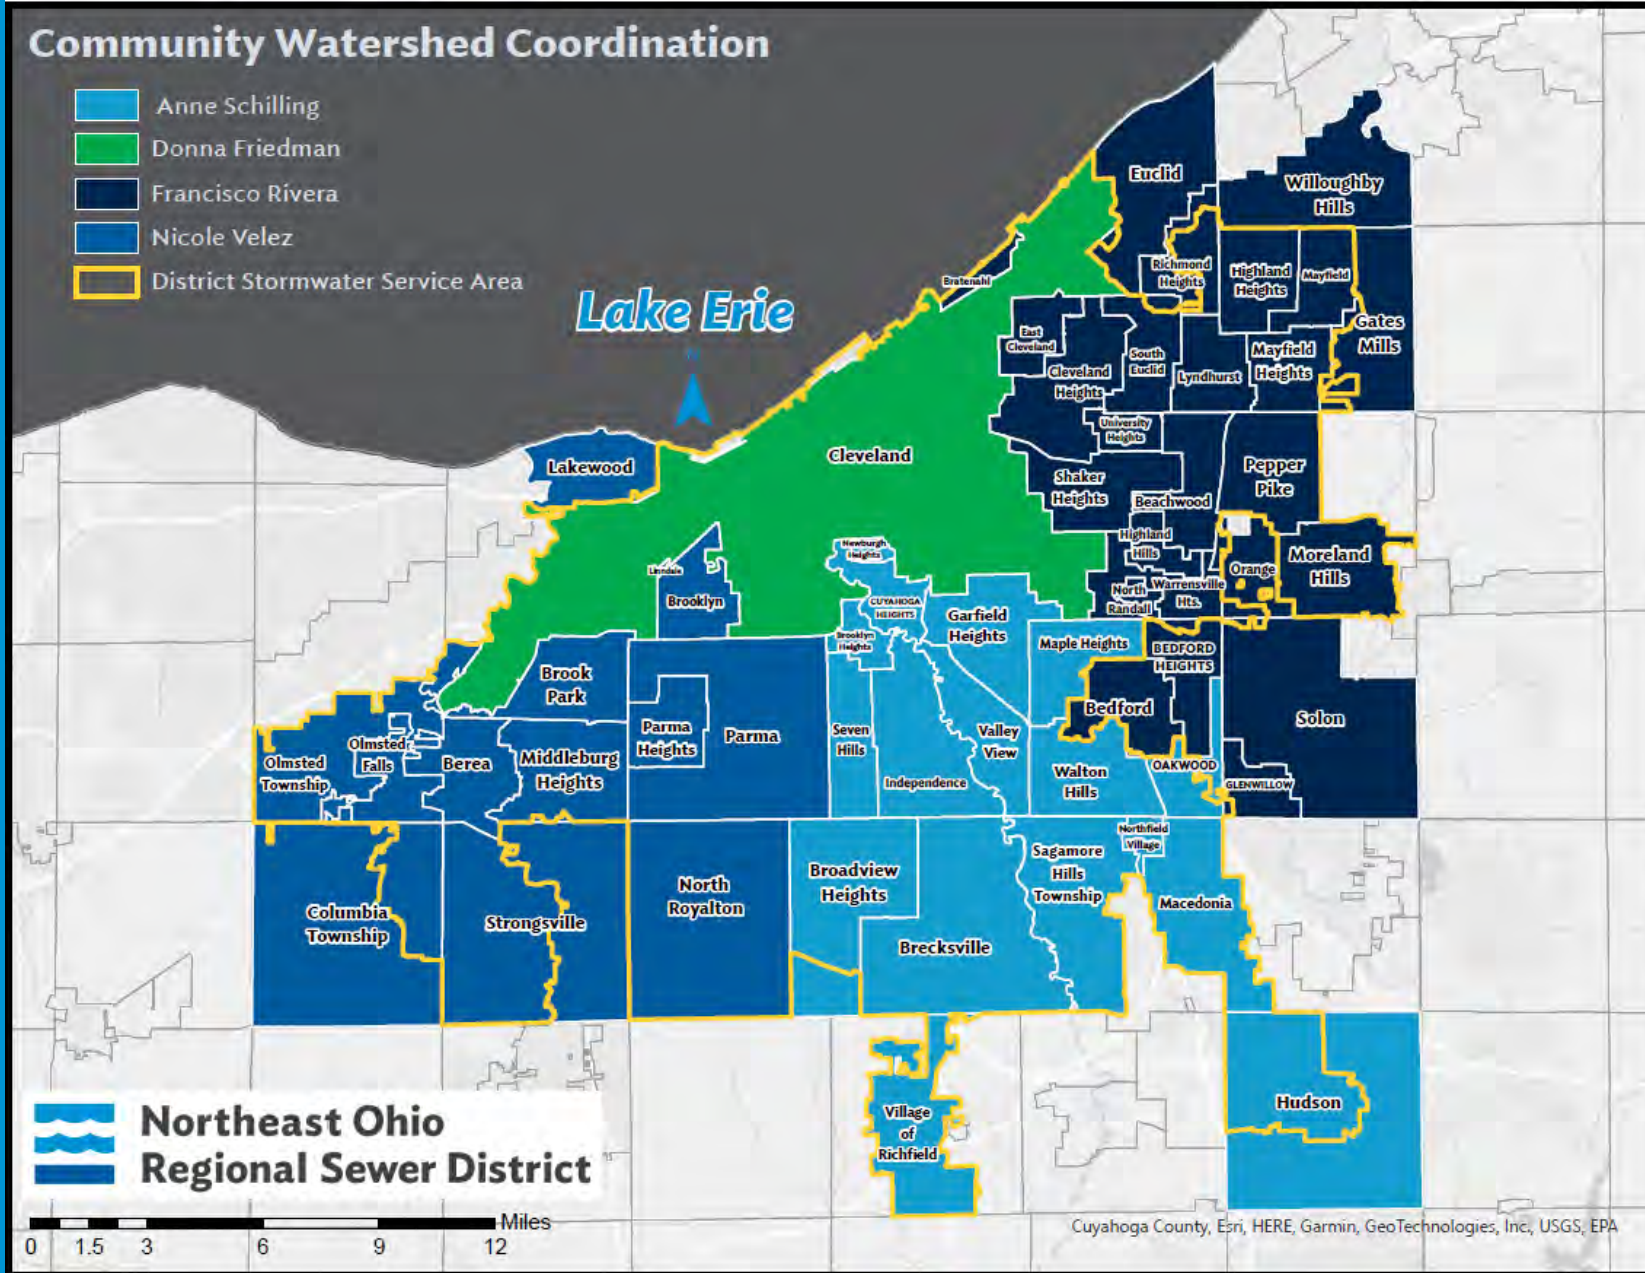 Community Watershed Coordination
Anne Schilling
Donna Friedman
Francisco Rivera
Nicole Velez
District Stormwater Service Area
Lake Erie
Euclid
Willoughby
Hills
Bratenahl
Richmond
Heights
Highland
Heights
Mayfield
Gates
Mills
East
Cleveland
Cleveland
Heights
South
Euclid
Lyndhurst
Mayfield
Heights
University
Heights
Lakewood
Cleveland
Shaker
Heights
Beachwood
Pepper
Pike
Highland
Hills
Orange
Moreland
Hills
North
Randall
Warrensville
Hts.
Newburgh
Heights
Linndale
Brooklyn
CUYAHOGA
HEIGHTS
Garfield
Heights
Brooklyn
Heights
Maple Heights
BEDFORD
HEIGHTS
Brook
Park
Parma
Heights
Parma
Seven
Hills
Valley
View
Bedford
Solon
Olmsted
Township
Olmsted
Falls
Berea
Middleburg
Heights
Independence
Walton
Hills
OAKWOOD
GLENWILLOW
Northfield
Village
Columbia
Township
Strongsville
North
Royalton
Broadview
Heights
Brecksville
Sagamore
Hills
Township
Macedonia
Village
of
Richfield
Hudson
Northeast Ohio
Regional Sewer District
Miles
0 1.5 3 6 9 12
Cuyahoga County, Esri, HERE, Garmin, GeoTechnologies, Inc., USGS, EPA